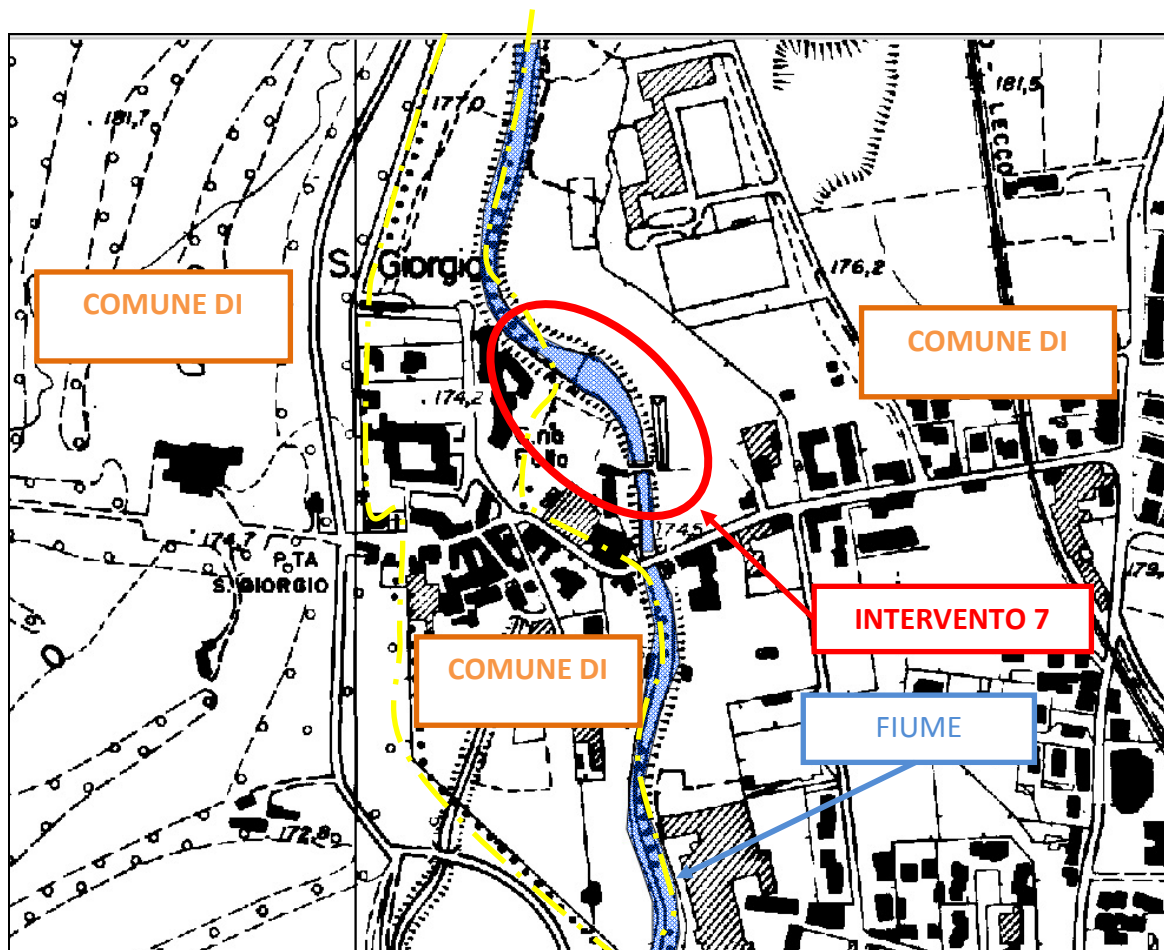 181,7
177,0
181,5
LECCO
S. Giorgio
176,2
COMUNE DI
COMUNE DI
174,2
174,5
174,7
P.TA
S. GIORGIO
179,
INTERVENTO 7
COMUNE DI
FIUME
172,8